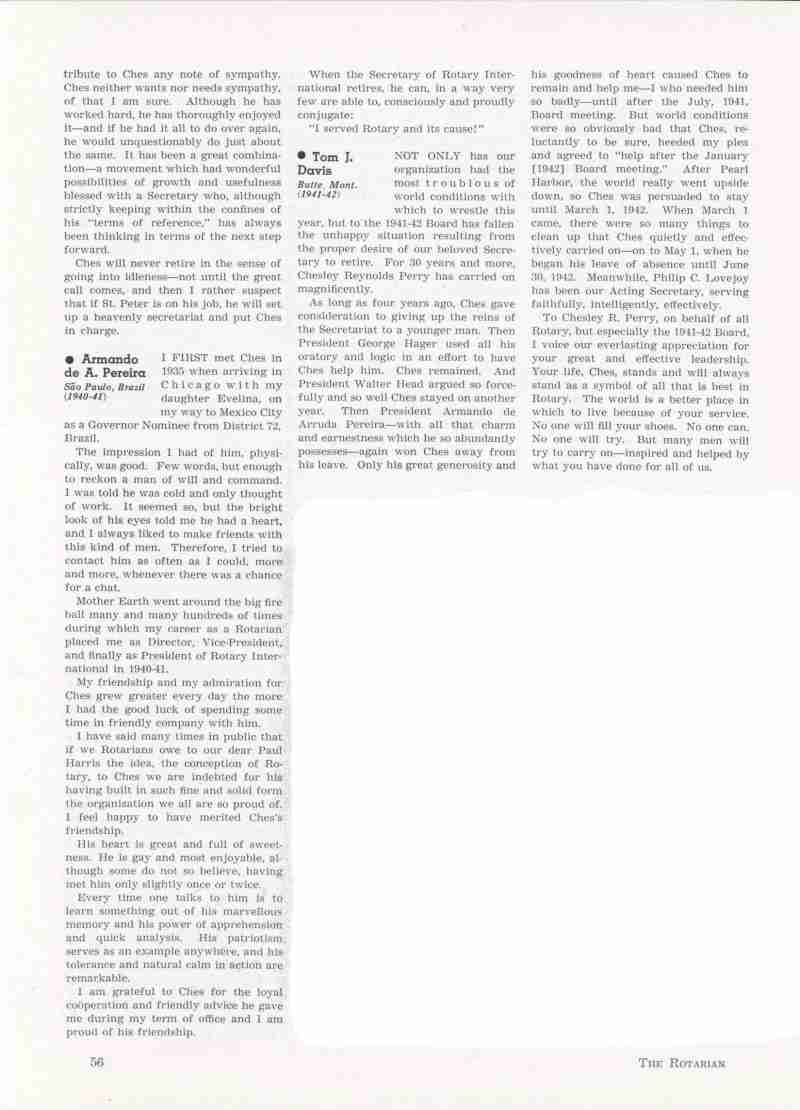 tribute to Ches any note of sympathy.
Ches neither wants nor needs sympathy,
of that I am sure. Although he has
worked hard, he has thoroughly enjoyed
it—and if he had it all to do over again,
he would unquestionably do just about
the same. It has been a great combina-
tion—a movement which had wonderful
possibilities of growth and usefulness
blessed with a Secretary who, although
strictly keeping within the confines of
his "terms of reference," has always
been thinking in terms of the next step
forward.
Ches will never retire in the sense of
going into idleness—not until the great
call comes, and then I rather suspect
that if St. Peter is on his job, he will set
up a heavenly secretariat and put Ches
in charge.
● Armando
de A. Pereira
São Paulo, Brazil
(1940-41)
I FIRST met Ches in
1935 when arriving in
Chicago with my
daughter Evelina, on
my way to Mexico City
as a Governor Nominee from District 72,
Brazil.
The impression I had of him, physi-
cally, was good. Few words, but enough
to reckon a man of will and command.
I was told he was cold and only thought
of work. It seemed so, but the bright
look of his eyes told me he had a heart,
and I always liked to make friends with
this kind of men. Therefore, I tried to
contact him as often as I could, more
and more, whenever there was a chance
for a chat.
Mother Earth went around the big fire
ball many and many hundreds of times
during which my career as a Rotarian
placed me as Director, Vice-President,
and finally as President of Rotary Inter-
national in 1940-41.
My friendship and my admiration for
Ches grew greater every day the more
I had the good luck of spending some
time in friendly company with him.
I have said many times in public that
if we Rotarians owe to our dear Paul
Harris the idea, the conception of Ro-
tary, to Ches we are indebted for his
having built in such fine and solid form
the organization we all are so proud of.
I feel happy to have merited Ches's
friendship.
His heart is great and full of sweet-
ness. He is gay and most enjoyable, al-
though some do not so believe, having
met him only slightly once or twice.
Every time one talks to him is to
learn something out of his marvellous
memory and his power of apprehension
and quick analysis. His patriotism
serves as an example anywhere, and his
tolerance and natural calm in action are
remarkable.
I am grateful to Ches for the loyal
coöperation and friendly advice he gave
me during my term of office and I am
proud of his friendship.
When the Secretary of Rotary Inter-
national retires, he can, in a way very
few are able to, consciously and proudly
conjugate:
"I served Rotary and its cause!"
● Tom J.
Davis
Butte, Mont.
(1941-42)
NOT ONLY has our
organization had the
most troublous of
world conditions with
which to wrestle this
year, but to the 1941-42 Board has fallen
the unhappy situation resulting from
the proper desire of our beloved Secre-
tary to retire. For 30 years and more,
Chesley Reynolds Perry has carried on
magnificently.
As long as four years ago, Ches gave
consideration to giving up the reins of
the Secretariat to a younger man. Then
President George Hager used all his
oratory and logic in an effort to have
Ches help him. Ches remained. And
President Walter Head argued so force-
fully and so well Ches stayed on another
year. Then President Armando de
Arruda Pereira—with all that charm
and earnestness which he so abundantly
possesses—again won Ches away from
his leave. Only his great generosity and
his goodness of heart caused Ches to
remain and help me—I who needed him
so badly—until after the July, 1941,
Board meeting. But world conditions
were so obviously bad that Ches, re-
luctantly to be sure, heeded my plea
and agreed to "help after the January
[1942] Board meeting." After Pearl
Harbor, the world really went upside
down, so Ches was persuaded to stay
until March 1, 1942. When March 1
came, there were so many things to
clean up that Ches quietly and effec-
tively carried on—on to May 1, when he
began his leave of absence until June
30, 1942. Meanwhile, Philip C. Lovejoy
has been our Acting Secretary, serving
faithfully, intelligently, effectively.
To Chesley R. Perry, on behalf of all
Rotary, but especially the 1941-42 Board,
I voice our everlasting appreciation for
your great and effective leadership.
Your life, Ches, stands and will always
stand as a symbol of all that is best in
Rotary. The world is a better place in
which to live because of your service.
No one will fill your shoes. No one can.
No one will try. But many men will
try to carry on—inspired and helped by
what you have done for all of us.
56
THE ROTARIAN